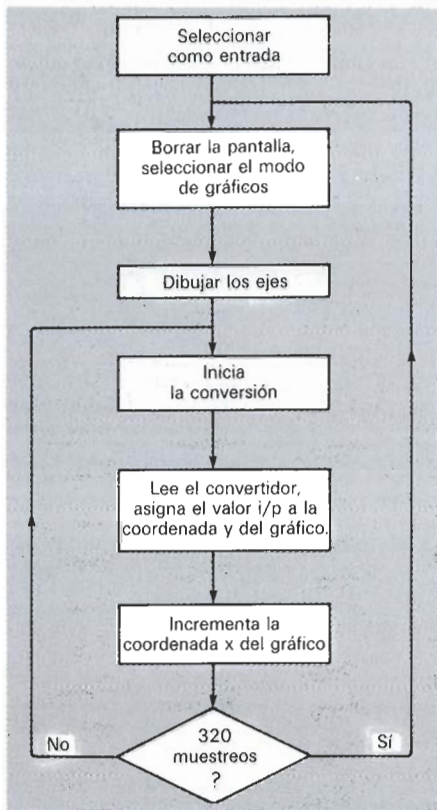 Seleccionar
como entrada
Borrar la pantalla,
seleccionar el modo
de gráficos
Dibujar los ejes
Inicia
la conversión
Lee el convertidor,
asigna el valor i/p a la
coordenada y del gráfico.
Incrementa la
coordenada x del gráfico
No
320
muestreos
?
Sí